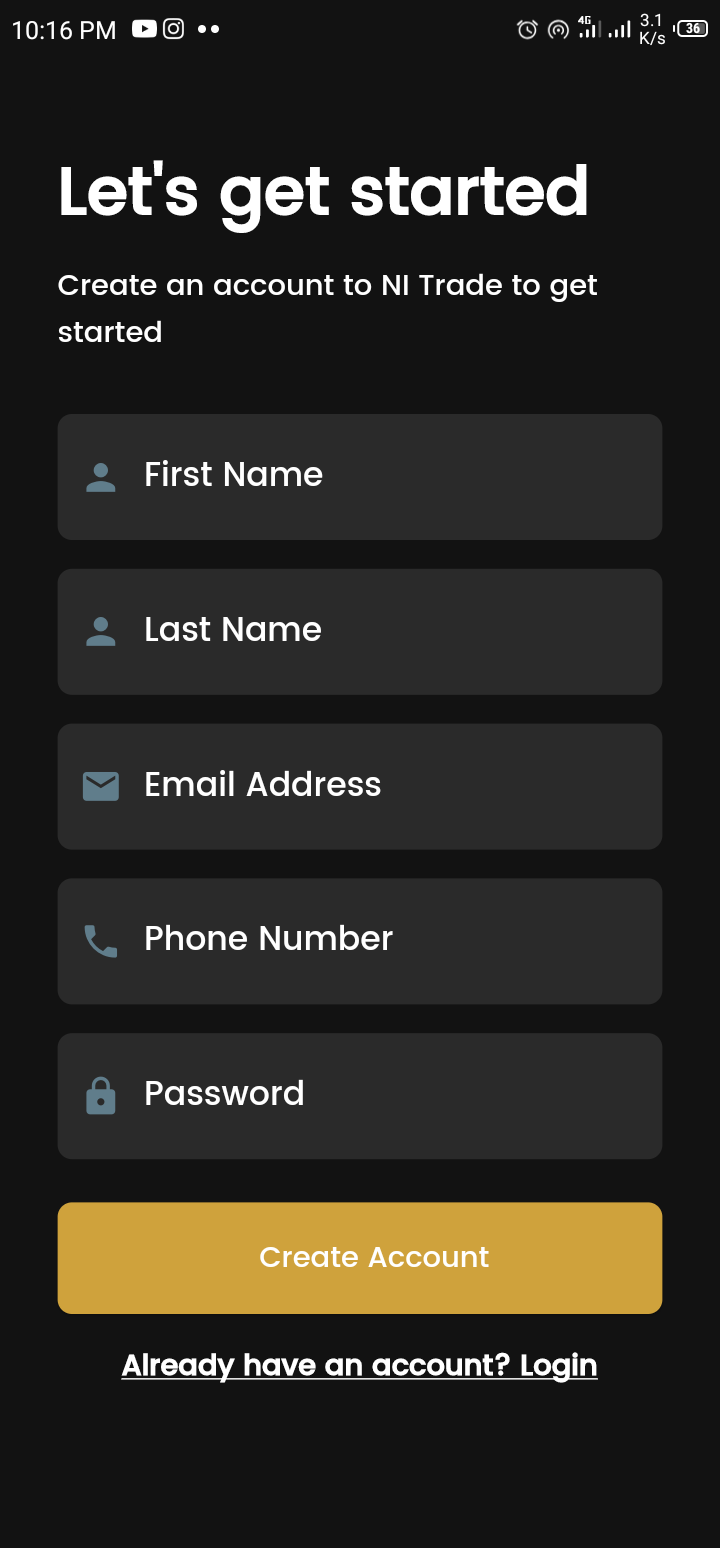 10:16 PM 4G 3.1 K/s 36
Let's get started
Create an account to NI Trade to get
started
First Name
Last Name
Email Address
Phone Number
Password
Create Account
Already have an account? Login